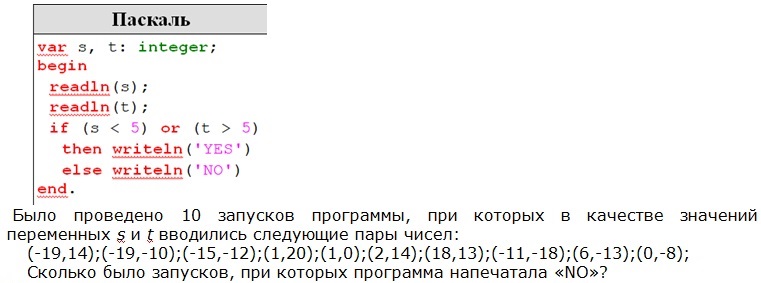 Паскаль
var s, t: integer;
begin
readln(s);
readln(t);
if (s < 5) or (t > 5)
then writeln('YES')
else writeln('NO')
end.
Было проведено 10 запусков программы, при которых в качестве значений
переменных s и t вводились следующие пары чисел:
(-19,14);(-19,-10);(-15,-12);(1,20);(1,0);(2,14);(18,13);(-11,-18);(6,-13);(0,-8);
Сколько было запусков, при которых программа напечатала «NO»?